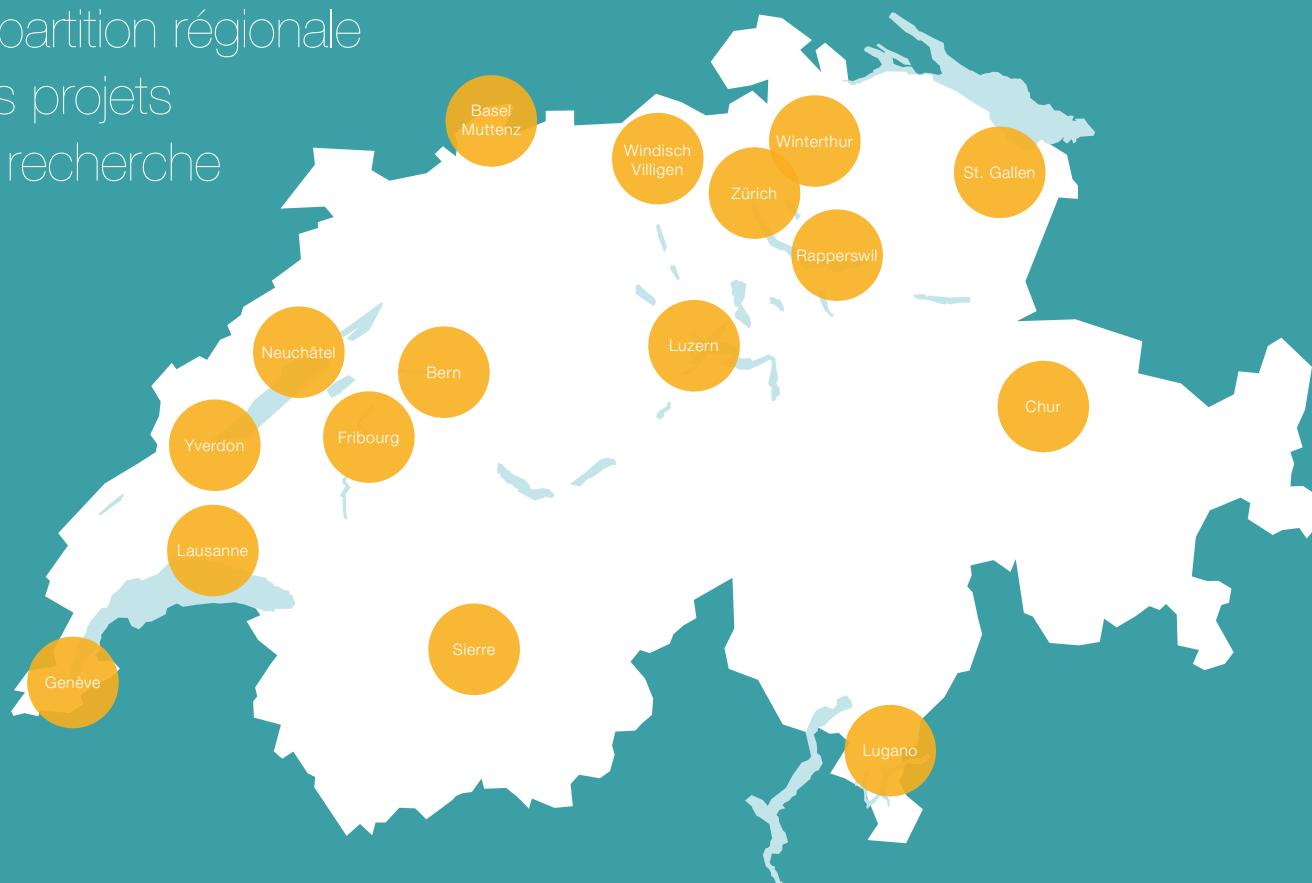 partition régionale
s projets
recherche
Basel
Muttenz
Windisch
Villigen
Winterthur
Zürich
St. Gallen
Rapperswil
Neuchâtel
Bern
Luzern
Chur
Yverdon
Fribourg
Lausanne
Sierre
Genève
Lugano